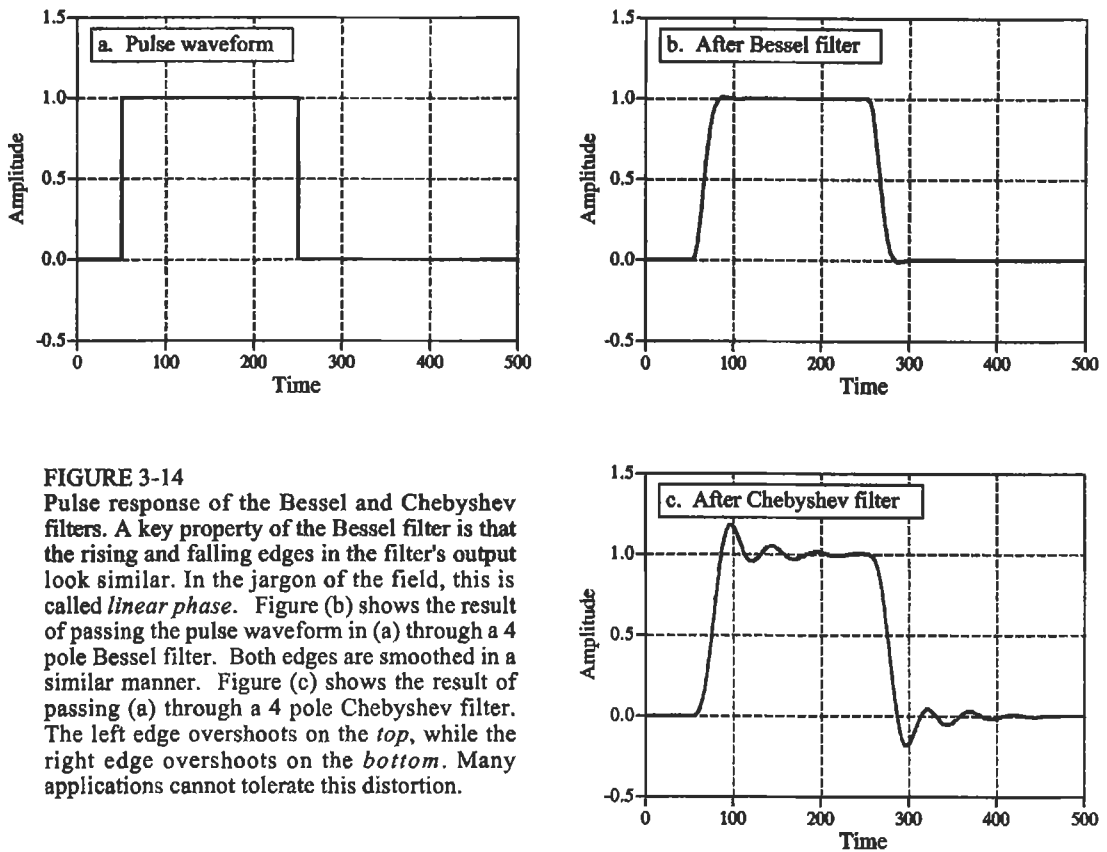 a. Pulse waveform
1.5
1.0
0.5
0.0
-0.5
0 100 200 300 400 500
Time
Amplitude
b. After Bessel filter
1.5
1.0
0.5
0.0
-0.5
0 100 200 300 400 500
Time
Amplitude
FIGURE 3-14
Pulse response of the Bessel and Chebyshev
filters. A key property of the Bessel filter is that
the rising and falling edges in the filter's output
look similar. In the jargon of the field, this is
called linear phase. Figure (b) shows the result
of passing the pulse waveform in (a) through a 4
pole Bessel filter. Both edges are smoothed in a
similar manner. Figure (c) shows the result of
passing (a) through a 4 pole Chebyshev filter.
The left edge overshoots on the top, while the
right edge overshoots on the bottom. Many
applications cannot tolerate this distortion.
c. After Chebyshev filter
1.5
1.0
0.5
0.0
-0.5
0 100 200 300 400 500
Time
Amplitude